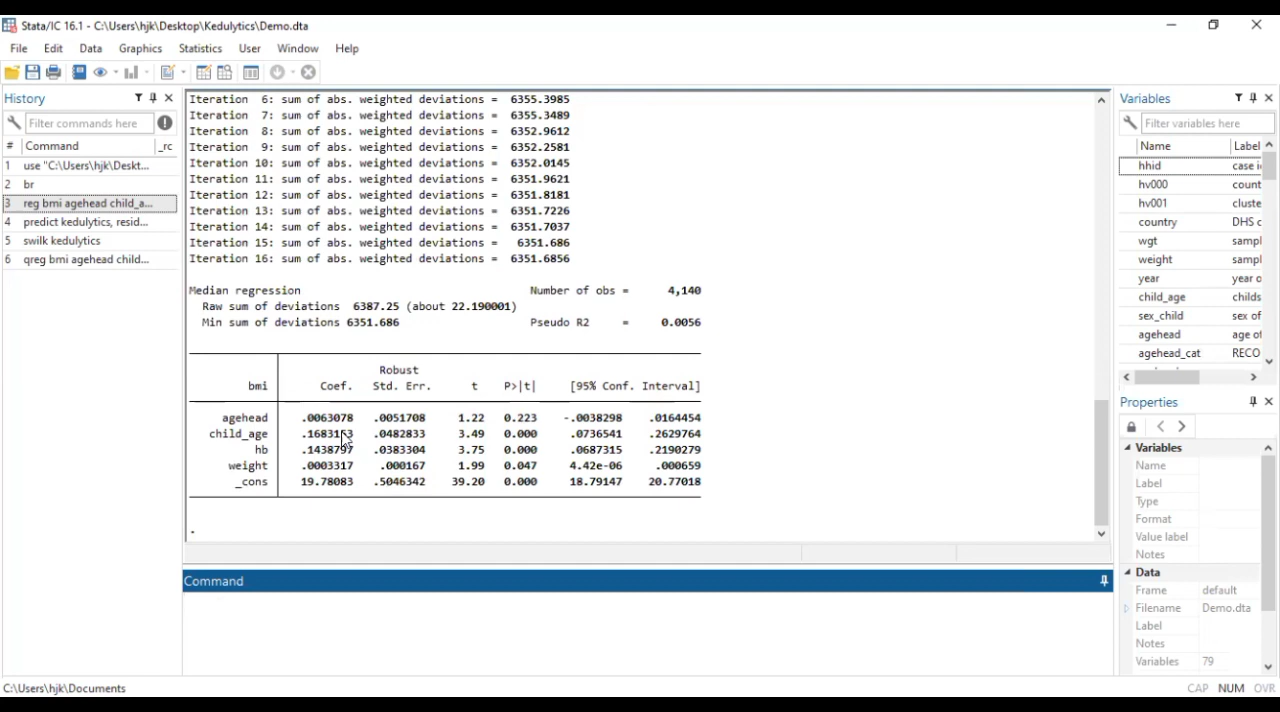 Stata/IC 16.1 - C:\Users\hjk\Desktop\Kedulytics\Demo.dta
File Edit Data Graphics Statistics User Window Help
History
Filter commands here
# Command _rc
1 use "C:\Users\hjk\Deskt...
2 br
3 reg bmi agehead child_a...
4 predict kedulytics, resid...
5 swilk kedulytics
6 qreg bmi agehead child...
Iteration 6: sum of abs. weighted deviations = 6355.3985
Iteration 7: sum of abs. weighted deviations = 6355.3489
Iteration 8: sum of abs. weighted deviations = 6352.9612
Iteration 9: sum of abs. weighted deviations = 6352.2581
Iteration 10: sum of abs. weighted deviations = 6352.0145
Iteration 11: sum of abs. weighted deviations = 6351.9621
Iteration 12: sum of abs. weighted deviations = 6351.8181
Iteration 13: sum of abs. weighted deviations = 6351.7226
Iteration 14: sum of abs. weighted deviations = 6351.7037
Iteration 15: sum of abs. weighted deviations = 6351.686
Iteration 16: sum of abs. weighted deviations = 6351.6856
Median regression Number of obs = 4,140
Raw sum of deviations 6387.25 (about 22.190001)
Min sum of deviations 6351.686 Pseudo R2 = 0.0056
Robust
bmi Coef. Std. Err. t P>|t| [95% Conf. Interval]
agehead .0063078 .0051708 1.22 0.223 -.0038298 .0164454
child_age .0482833 3.49 0.000 .0736541 .2629764
hb .0383304 3.75 0.000 .0687315 .2190279
weight .0003317 .000167 1.99 0.047 4.42e-06 .000659
_cons 19.78083 .5046342 39.20 0.000 18.79147 20.77018
.
Command
C:\Users\hjk\Documents
Variables
Filter variables here
Name Label
hhid case i
hv000 count
hv001 cluste
country DHS c
wgt sampl
weight sampl
year year o
child_age childs
sex_child sex of
agehead age of
agehead_cat RECO
Properties
Variables
Name
Label
Type
Format
Value label
Notes
Data
Frame default
Filename Demo.dta
Label
Notes
Variables 79
CAP NUM OVR